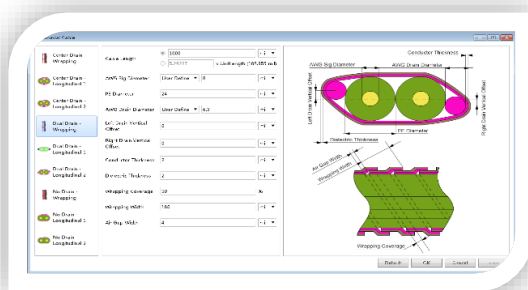 Center Drain - Wrapping
Center Drain - Longitudinal 1
Center Drain - Longitudinal 2
Dual Drain - Wrapping
Dual Drain - Longitudinal 1
Dual Drain - Longitudinal 2
No Drain - Wrapping
No Drain - Longitudinal 1
No Drain - Longitudinal 2
Cable Length
1000
x Unit Length
AWG Sig Diameter
User Define
8
PE Diameter
24
AWG Drain Diameter
User Define
Left Drain Vertical Offset
0
Right Drain Vertical Offset
0
Conductor Thickness
2
Dielectric Thickness
2
Wrapping Coverage
%
Wrapping Width
Air Gap Width
4
Conductor Thickness
AWG Sig Diameter
AWG Drain Diameter
Left Drain Vertical Offset
Right Drain Vertical Offset
PE Diameter
Dielectric Thickness
Air Gap Width
Wrapping Width
Wrapping Coverage
Default
OK
Cancel